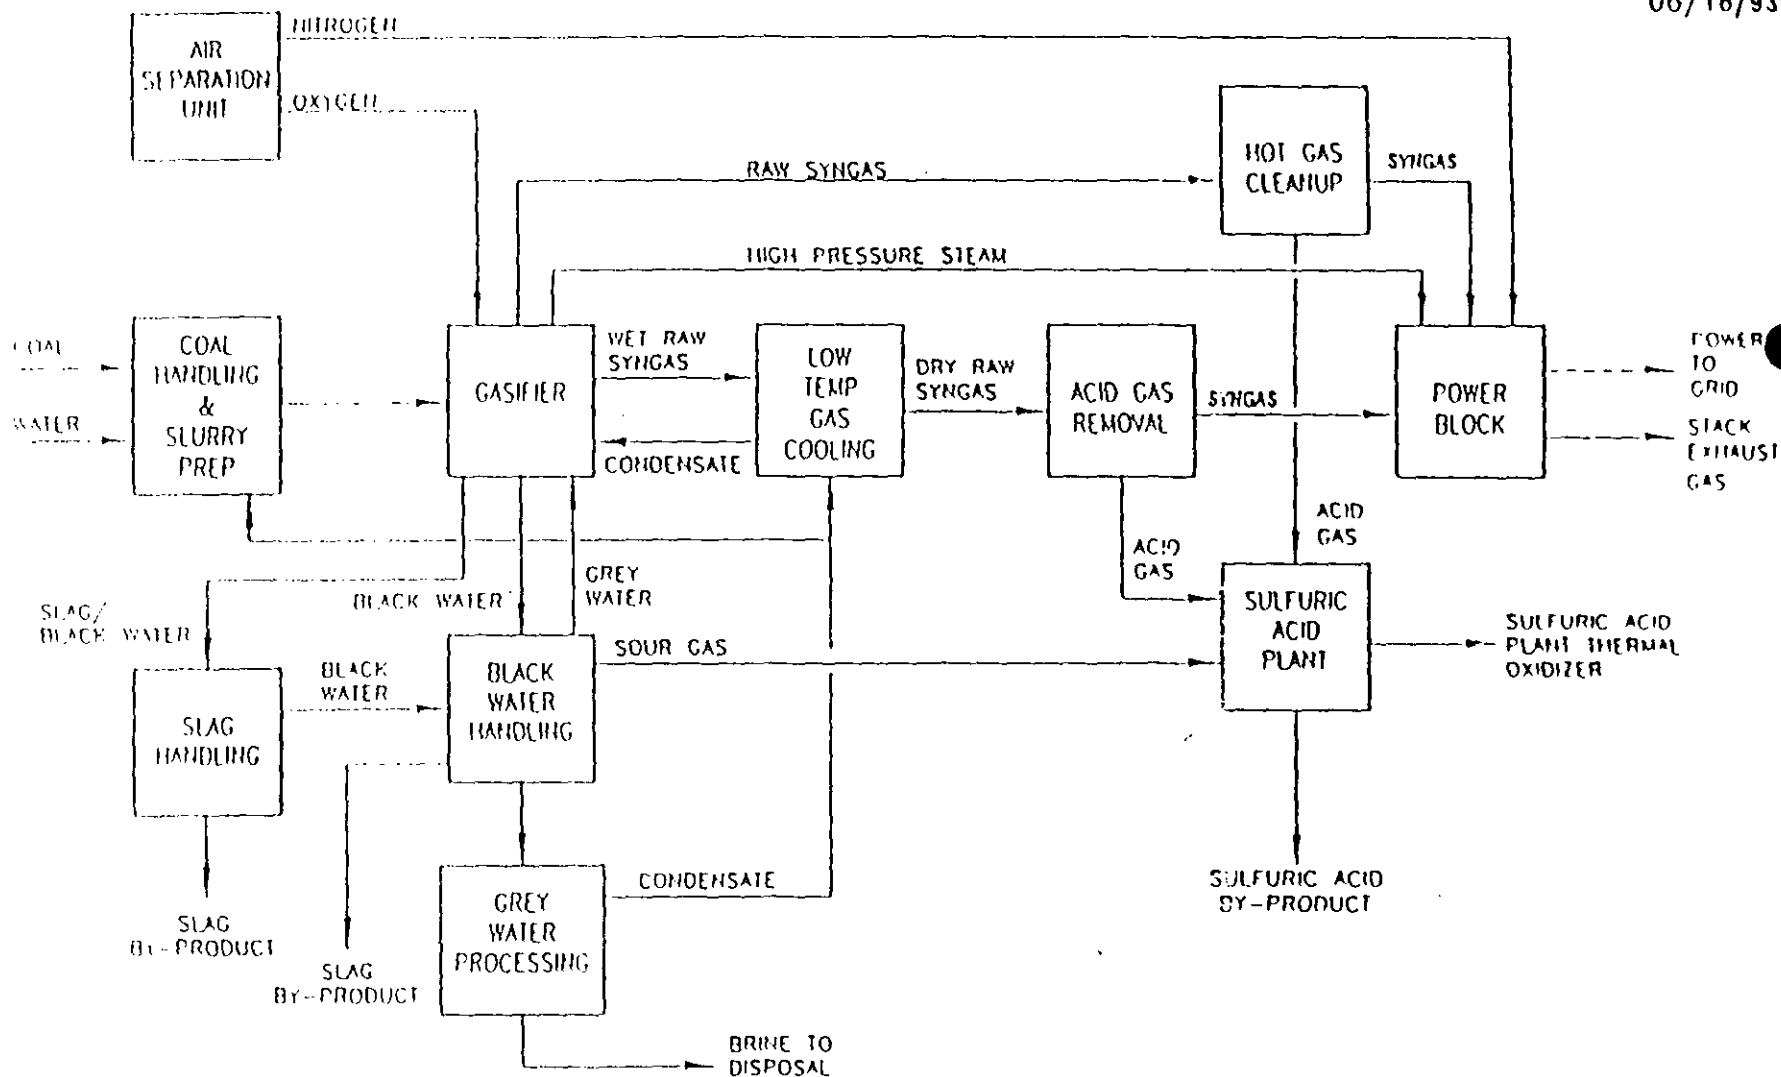 06/16/93
NITROGEN
AIR
SEPARATION
UNIT
OXYGEN
HOT GAS
CLEANUP
SYNGAS
RAW SYNGAS
HIGH PRESSURE STEAM
COAL
WATER
COAL
HANDLING
&
SLURRY
PREP
GASIFIER
WET RAW
SYNGAS
CONDENSATE
LOW
TEMP
GAS
COOLING
DRY RAW
SYNGAS
ACID GAS
REMOVAL
SYNGAS
POWER
BLOCK
POWER
TO
GRID
STACK
EXHAUST
GAS
ACID
GAS
ACID
GAS
SLAG/
BLACK WATER
BLACK WATER
GREY
WATER
SOUR GAS
SULFURIC
ACID
PLANT
SULFURIC ACID
PLANT THERMAL
OXIDIZER
SLAG
HANDLING
BLACK
WATER
BLACK
WATER
HANDLING
SLAG
BY-PRODUCT
SLAG
BY-PRODUCT
GREY
WATER
PROCESSING
CONDENSATE
SULFURIC ACID
BY-PRODUCT
BRINE TO
DISPOSAL